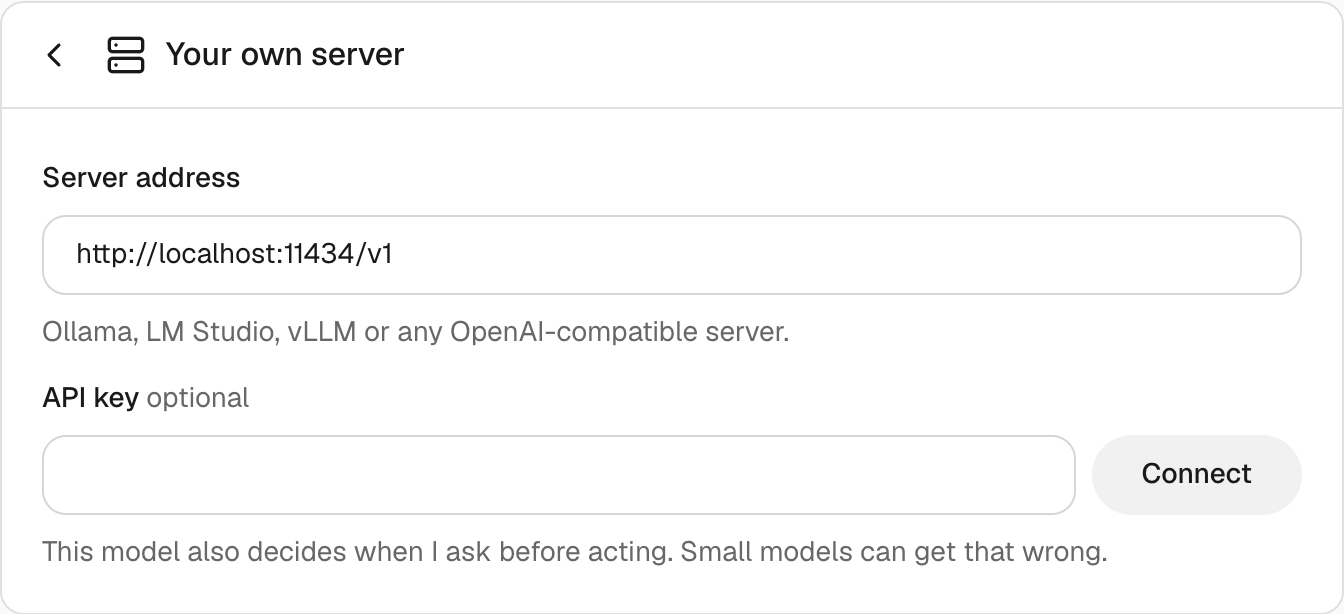 Your own server
Server address
http://localhost:11434/v1
Ollama, LM Studio, vLLM or any OpenAI-compatible server.
API key optional
Connect
This model also decides when I ask before acting. Small models can get that wrong.